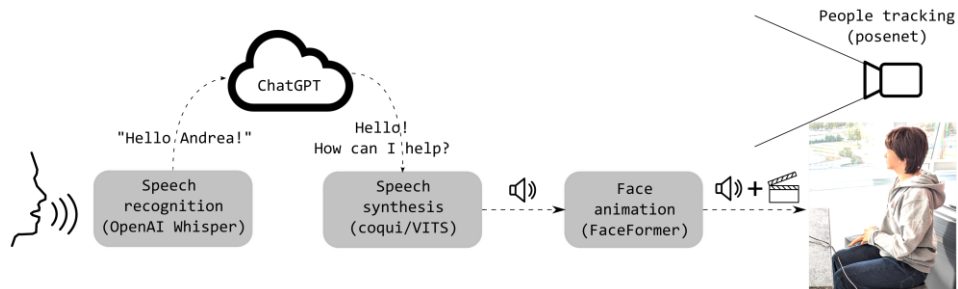 People tracking
(posenet)
ChatGPT
"Hello Andrea!"
Hello!
How can I help?
Speech
recognition
(OpenAI Whisper)
Speech
synthesis
(coqui/VITS)
Face
animation
(FaceFormer)
+